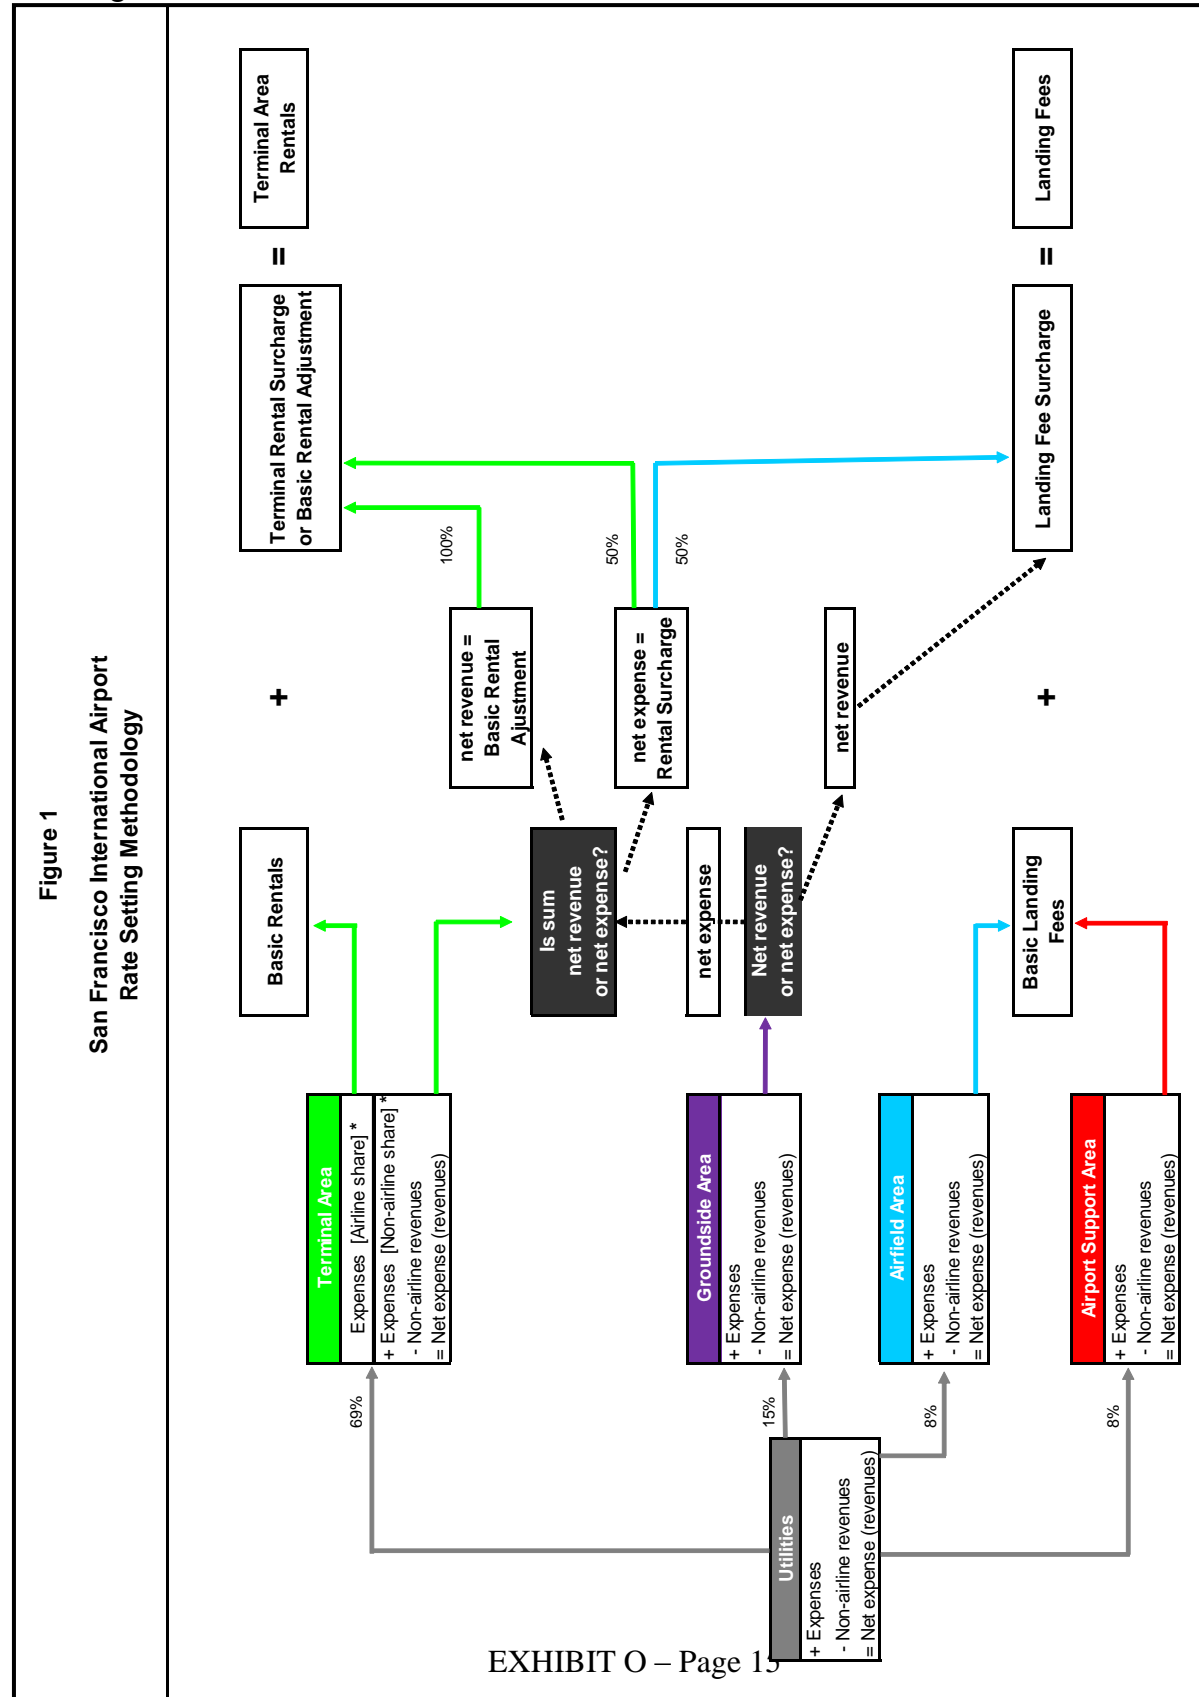 Figure 1
San Francisco International Airport
Rate Setting Methodology
Terminal Area
Expenses [Airline share] *
+ Expenses [Non-airline share] *
- Non-airline revenues
= Net expense (revenues)
Basic Rentals
+
Terminal Rental Surcharge
or Basic Rental Adjustment
=
Terminal Area
Rentals
69%
Is sum
net revenue
or net expense?
net revenue =
Basic Rental
Ajustment
100%
net expense =
Rental Surcharge
50%
50%
Groundside Area
+ Expenses
- Non-airline revenues
= Net expense (revenues)
15%
net expense
Net revenue
or net expense?
net revenue
Utilities
+ Expenses
- Non-airline revenues
= Net expense (revenues)
Airfield Area
+ Expenses
- Non-airline revenues
= Net expense (revenues)
8%
Basic Landing
Fees
+
Landing Fee Surcharge
=
Landing Fees
Airport Support Area
+ Expenses
- Non-airline revenues
= Net expense (revenues)
8%
EXHIBIT O – Page 15